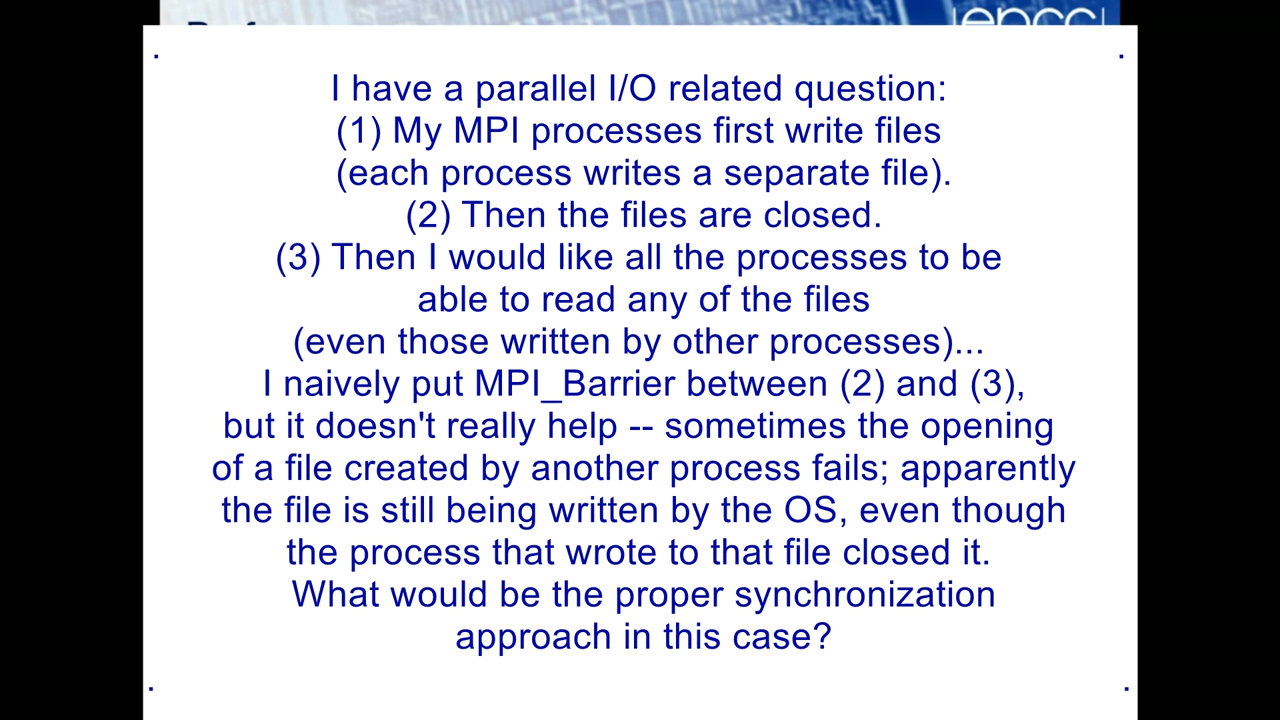 |epcc|
I have a parallel I/O related question:
(1) My MPI processes first write files
(each process writes a separate file).
(2) Then the files are closed.
(3) Then I would like all the processes to be
able to read any of the files
(even those written by other processes)...
I naively put MPI_Barrier between (2) and (3),
but it doesn't really help -- sometimes the opening
of a file created by another process fails; apparently
the file is still being written by the OS, even though
the process that wrote to that file closed it.
What would be the proper synchronization
approach in this case?